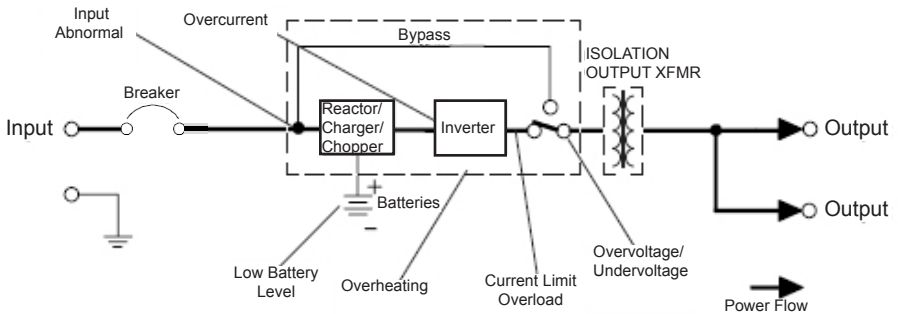 Input
Abnormal
Overcurrent
Bypass
ISOLATION
OUTPUT XFMR
Breaker
Input
Reactor/
Charger/
Chopper
Inverter
Output
+
Batteries
-
Output
Low Battery
Level
Overheating
Current Limit
Overload
Overvoltage/
Undervoltage
Power Flow